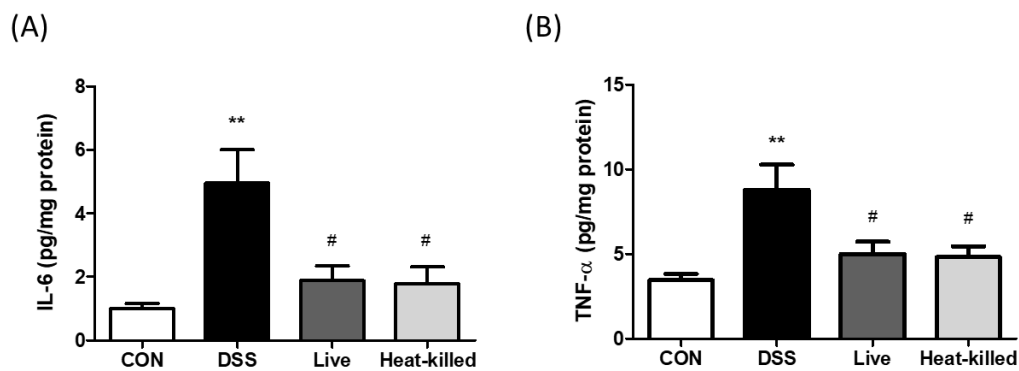 (A)
IL-6 (pg/mg protein)
8
6
4
2
0
**
#
#
CON
DSS
Live
Heat-killed
(B)
TNF-α (pg/mg protein)
15
10
5
0
**
#
#
CON
DSS
Live
Heat-killed